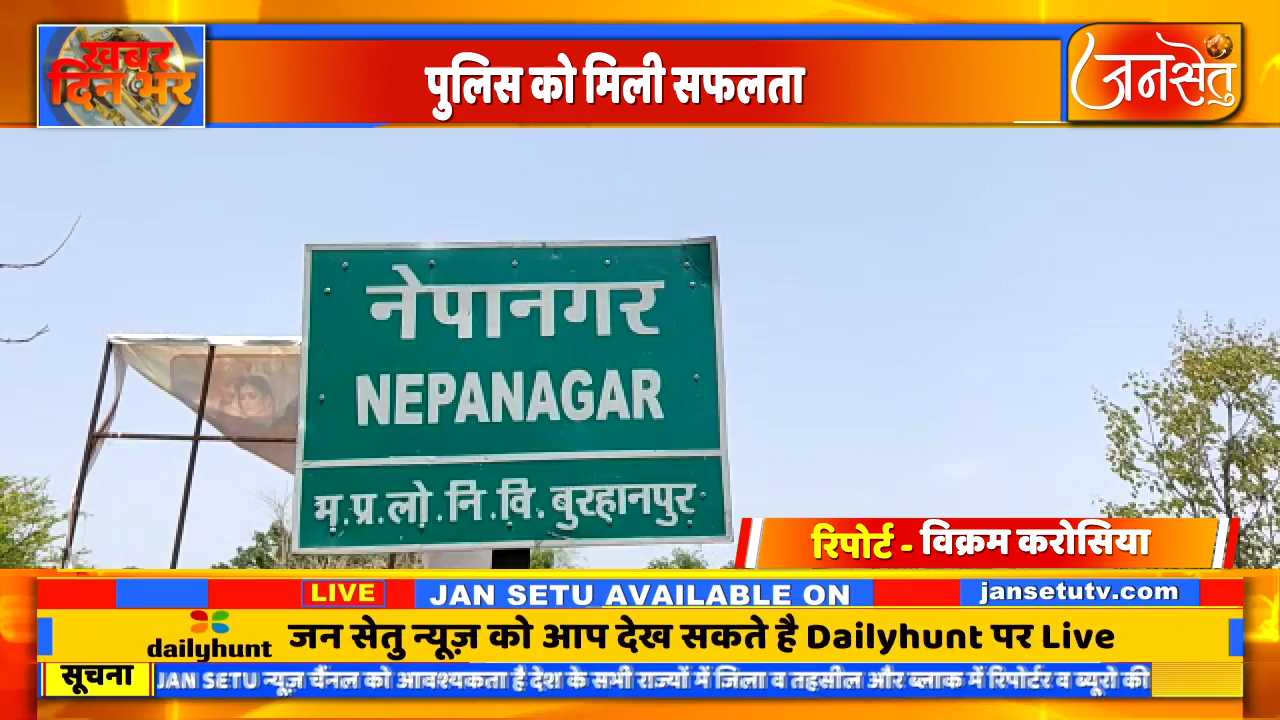 खबर
दिन भर
पुलिस को मिली सफलता
जनसेतु
नेपानगर
NEPANAGAR
म.प्र.लो.नि.वि. बुरहानपुर
रिपोर्ट - विक्रम करोसिया
LIVE
JAN SETU AVAILABLE ON
jansetutv.com
dailyhunt
जन सेतु न्यूज़ को आप देख सकते है Dailyhunt पर Live
सूचना
JAN SETU न्यूज़ चैंनल को आवश्यकता है देश के सभी राज्यों में जिला व तहसील और ब्लाक में रिपोर्टर व ब्यूरो की